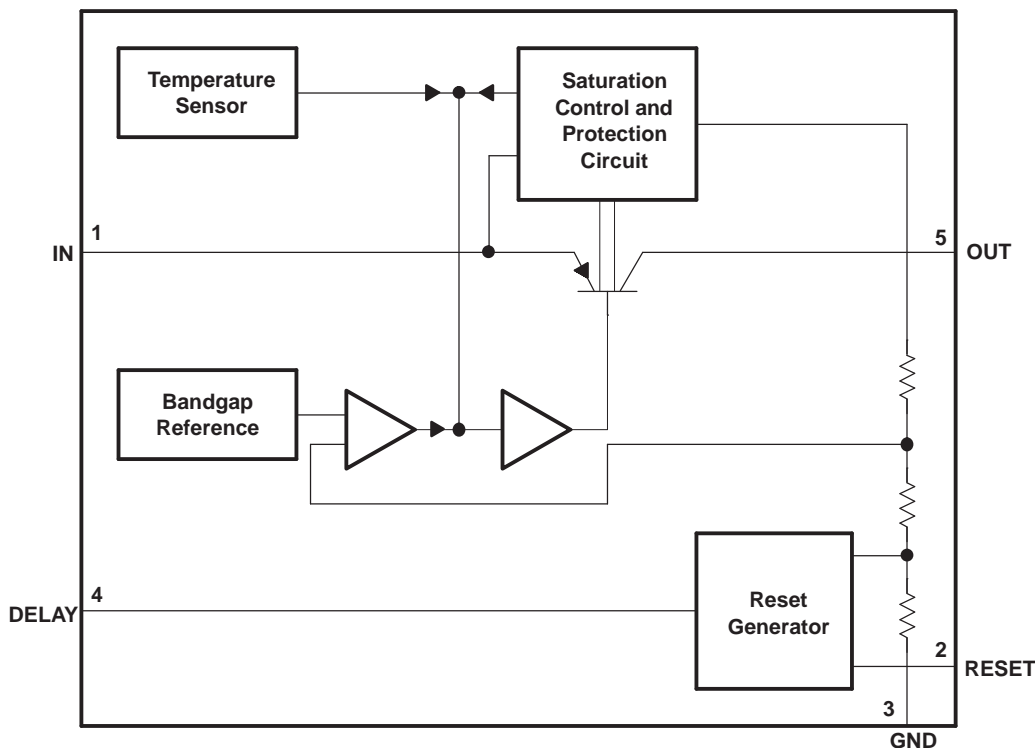 Temperature
Sensor
Saturation
Control and
Protection
Circuit
1
IN
5
OUT
Bandgap
Reference
4
DELAY
Reset
Generator
2
RESET
3
GND